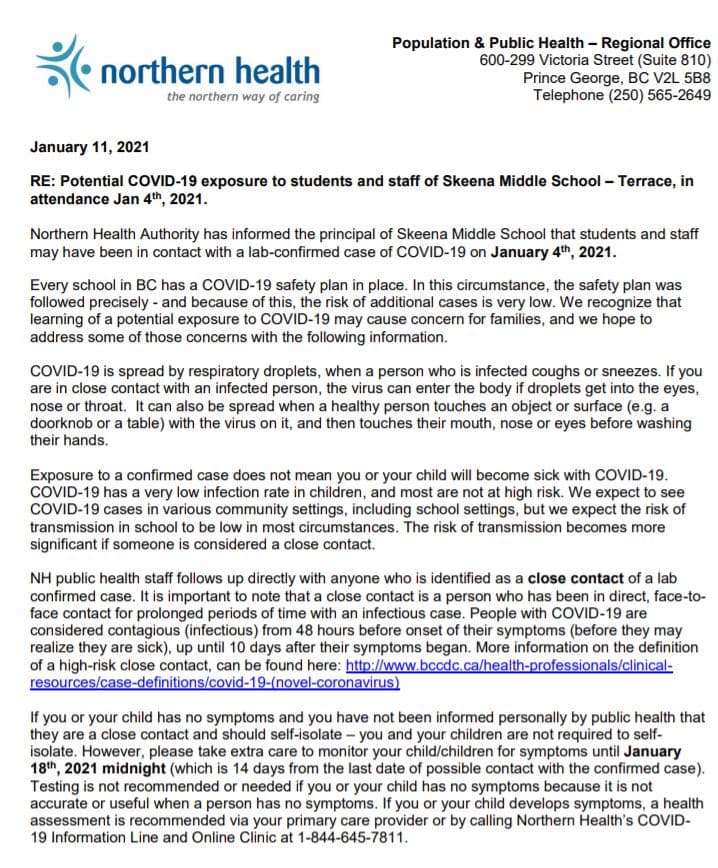 northern health
the northern way of caring
Population & Public Health – Regional Office
600-299 Victoria Street (Suite 810)
Prince George, BC V2L 5B8
Telephone (250) 565-2649
January 11, 2021
RE: Potential COVID-19 exposure to students and staff of Skeena Middle School – Terrace, in
attendance Jan 4th, 2021.
Northern Health Authority has informed the principal of Skeena Middle School that students and staff
may have been in contact with a lab-confirmed case of COVID-19 on January 4th, 2021.
Every school in BC has a COVID-19 safety plan in place. In this circumstance, the safety plan was
followed precisely - and because of this, the risk of additional cases is very low. We recognize that
learning of a potential exposure to COVID-19 may cause concern for families, and we hope to
address some of those concerns with the following information.
COVID-19 is spread by respiratory droplets, when a person who is infected coughs or sneezes. If you
are in close contact with an infected person, the virus can enter the body if droplets get into the eyes,
nose or throat. It can also be spread when a healthy person touches an object or surface (e.g. a
doorknob or a table) with the virus on it, and then touches their mouth, nose or eyes before washing
their hands.
Exposure to a confirmed case does not mean you or your child will become sick with COVID-19.
COVID-19 has a very low infection rate in children, and most are not at high risk. We expect to see
COVID-19 cases in various community settings, including school settings, but we expect the risk of
transmission in school to be low in most circumstances. The risk of transmission becomes more
significant if someone is considered a close contact.
NH public health staff follows up directly with anyone who is identified as a close contact of a lab
confirmed case. It is important to note that a close contact is a person who has been in direct, face-to-
face contact for prolonged periods of time with an infectious case. People with COVID-19 are
considered contagious (infectious) from 48 hours before onset of their symptoms (before they may
realize they are sick), up until 10 days after their symptoms began. More information on the definition
of a high-risk close contact, can be found here: http://www.bccdc.ca/health-professionals/clinical-
resources/case-definitions/covid-19-(novel-coronavirus)
If you or your child has no symptoms and you have not been informed personally by public health that
they are a close contact and should self-isolate – you and your children are not required to self-
isolate. However, please take extra care to monitor your child/children for symptoms until January
18th, 2021 midnight (which is 14 days from the last date of possible contact with the confirmed case).
Testing is not recommended or needed if you or your child has no symptoms because it is not
accurate or useful when a person has no symptoms. If you or your child develops symptoms, a health
assessment is recommended via your primary care provider or by calling Northern Health's COVID-
19 Information Line and Online Clinic at 1-844-645-7811.